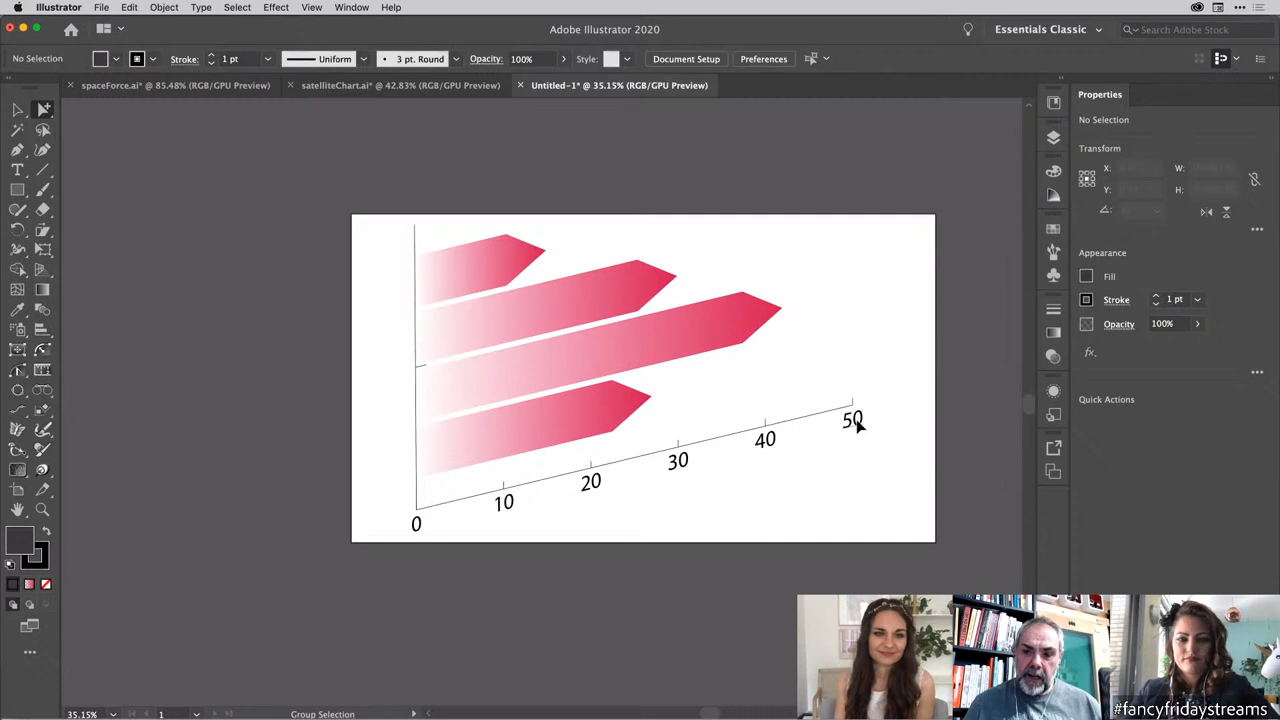 Illustrator File Edit Object Type Select Effect View Window Help
Adobe Illustrator 2020
Essentials Classic
Search Adobe Stock
No Selection
Stroke: 1 pt Uniform 3 pt. Round Opacity: 100% Style: Document Setup Preferences
spaceForce.ai* @ 85.48% (RGB/GPU Preview)
satelliteChart.ai* @ 42.83% (RGB/GPU Preview)
Untitled-1* @ 35.15% (RGB/GPU Preview)
Properties
No Selection
Transform
X: W:
Y: H:
Appearance
Fill
Stroke 1 pt
Opacity 100%
fx.
Quick Actions
0
10
20
30
40
50
35.15% 1 Group Selection
#fancyfridaystreams